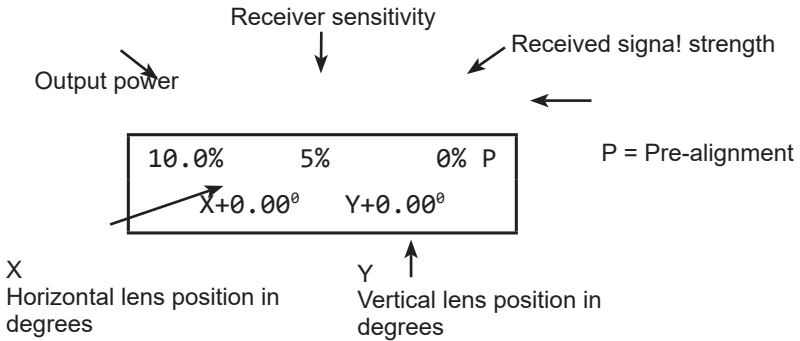 Receiver sensitivity
Received signa! strength
Output power
P = Pre-alignment
10.0% 5% 0% P
X+0.00⁰ Y+0.00⁰
X
Horizontal lens position in
degrees
Y
Vertical lens position in
degrees